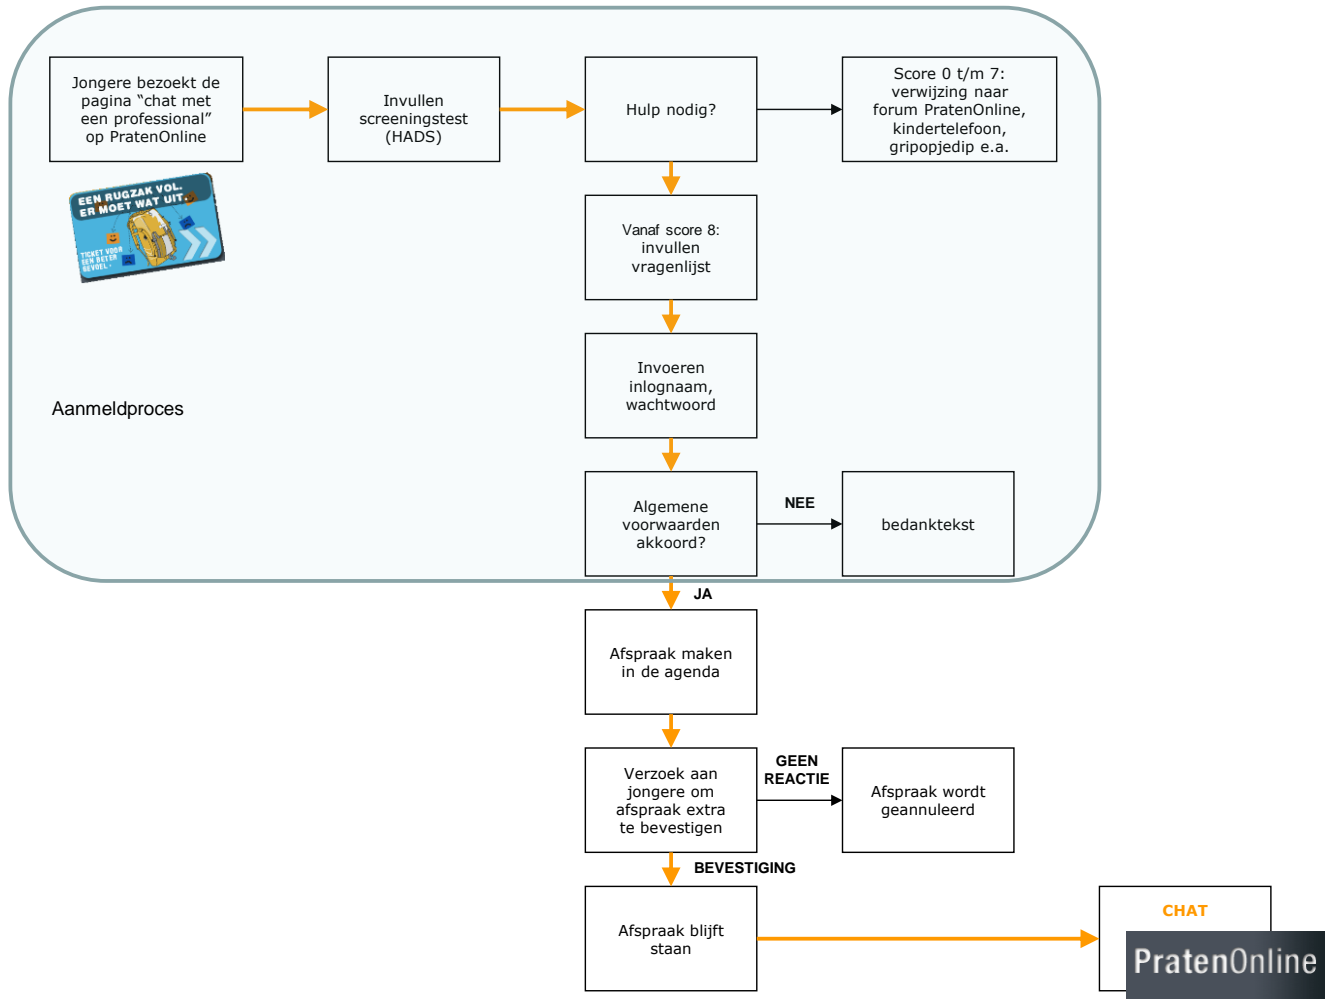 Jongere bezoekt de
pagina “chat met
een professional”
op PratenOnline
Invullen
screeningstest
(HADS)
Hulp nodig?
Score 0 t/m 7:
verwijzing naar
forum PratenOnline,
kindertelefoon,
gripopjedip e.a.
EEN RUGZAK VOL.
ER MOET WAT UIT.
TICKET VOOR
EEN BETER
GEVOEL
Vanaf score 8:
invullen
vragenlijst
Invoeren
inlognaam,
wachtwoord
Aanmeldproces
Algemene
voorwaarden
akkoord?
NEE
bedanktekst
JA
Afspraak maken
in de agenda
Verzoek aan
jongere om
afspraak extra
te bevestigen
GEEN
REACTIE
Afspraak wordt
geannuleerd
BEVESTIGING
Afspraak blijft
staan
CHAT
PratenOnline